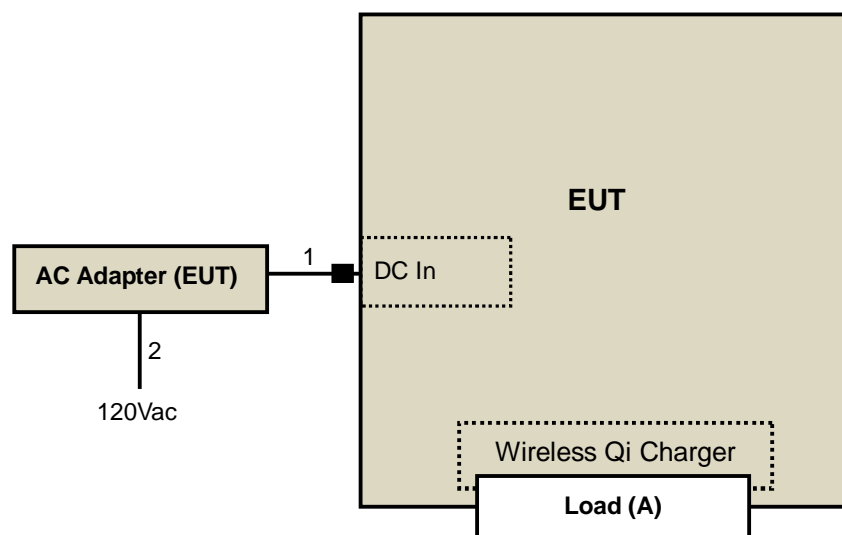 EUT
1
DC In
AC Adapter (EUT)
2
120Vac
Wireless Qi Charger
Load (A)